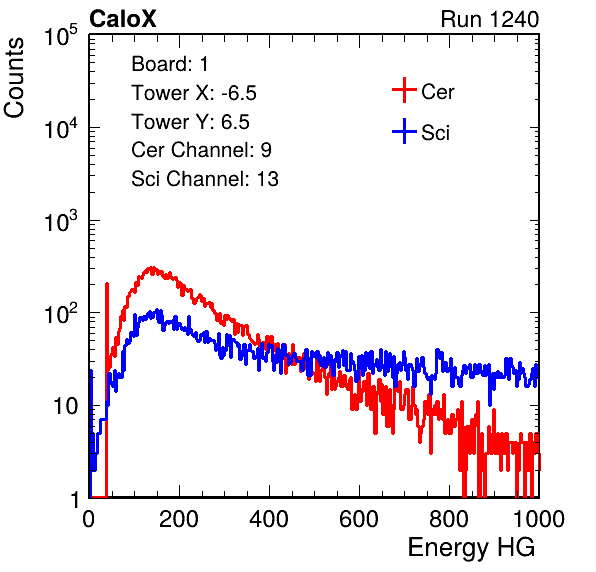 CaloX Run 1240
10^5
Counts
Board: 1
Tower X: -6.5
Tower Y: 6.5
Cer Channel: 9
Sci Channel: 13
Cer
Sci
10^4
10^3
10^2
10
1
0 200 400 600 800 1000
Energy HG